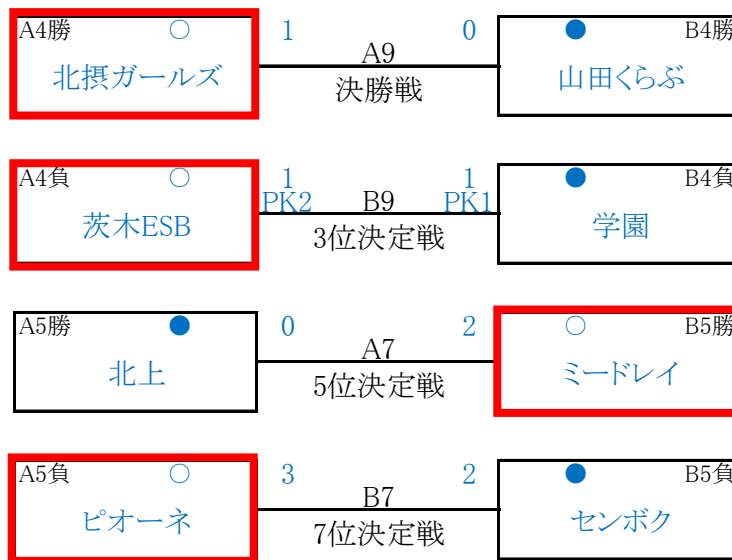 A4勝 ○ 1 0 ● B4勝
北摂ガールズ A9 山田くらぶ
決勝戦
A4負 ○ 1 1 ● B4負
茨木ESB PK2 B9 PK1 学園
3位決定戦
A5勝 ● 0 2 ○ B5勝
北上 A7 ミードレイ
5位決定戦
A5負 ○ 3 2 ● B5負
ピオーネ B7 センボク
7位決定戦